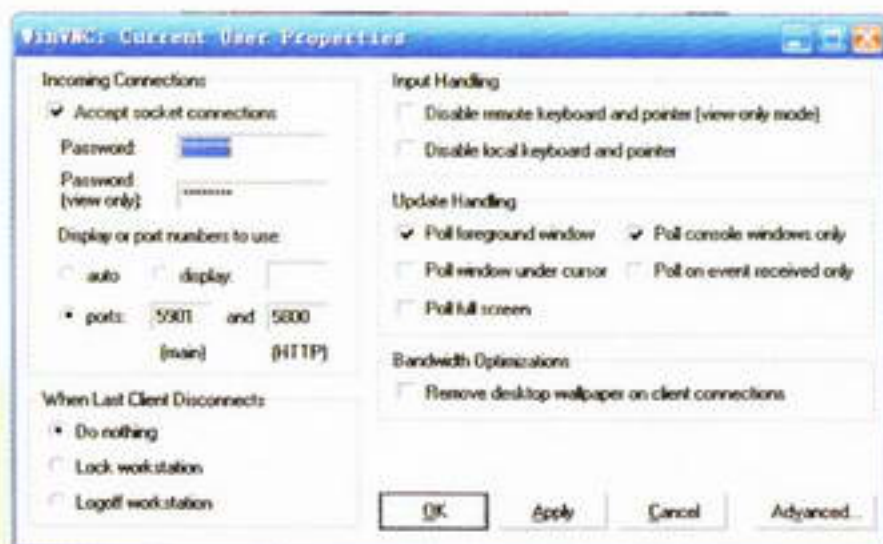 WinVNC: Current User Properties
Incoming Connections
Accept socket connections
Password:
Password
(view only):
********
Display or port numbers to use:
auto display:
ports: 5901 and 5800
(main) (HTTP)
When Last Client Disconnects
Do nothing
Lock workstation
Logoff workstation
Input Handling
Disable remote keyboard and pointer (view-only mode)
Disable local keyboard and pointer
Update Handling
Poll foreground window Poll console windows only
Poll window under cursor Poll on event received only
Poll full screen
Bandwidth Optimizations
Remove desktop wallpaper on client connections
OK Apply Cancel Advanced...